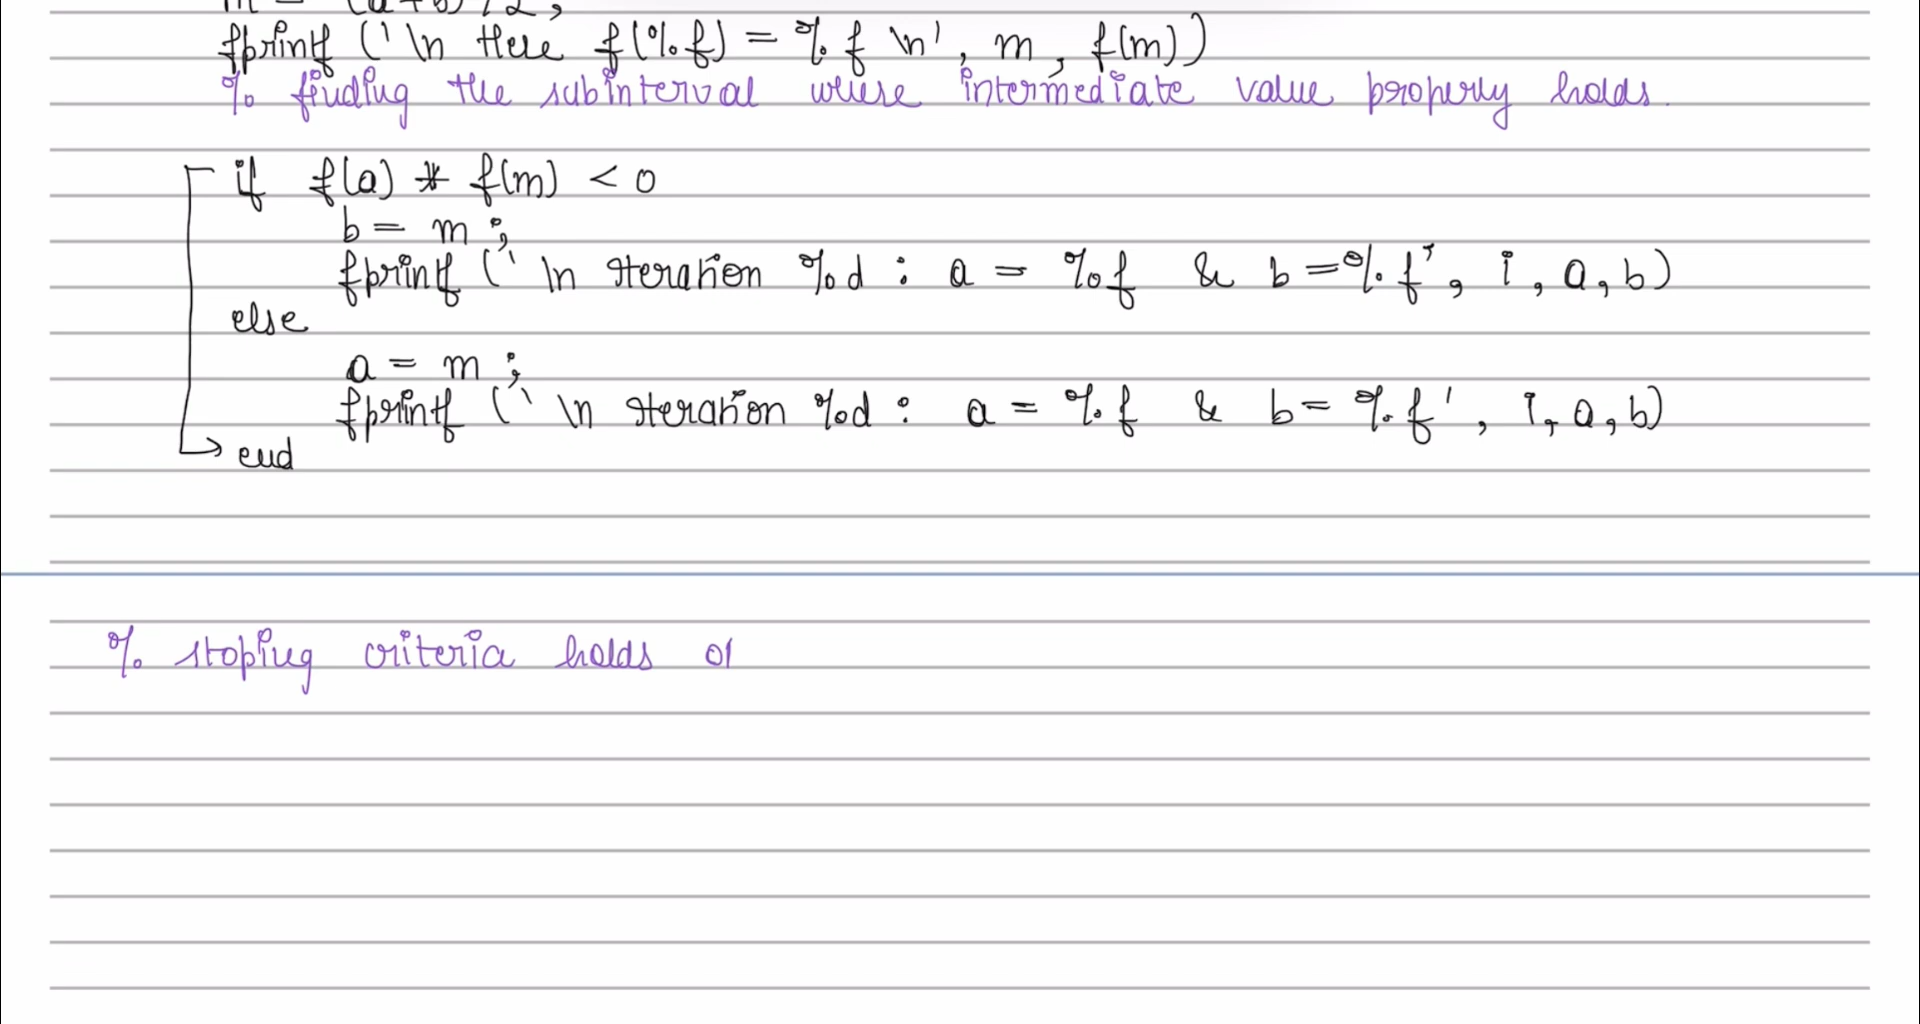 m = (a+b)/2;
fprintf ('\n Here f(%f) = %f \n', m, f(m))
% finding the subinterval where intermediate value property holds.
if f(a) * f(m) < 0
b = m ;
fprintf ('\n Iteration %d : a = %f & b = %f', i, a, b)
else
a = m ;
fprintf ('\n Iteration %d : a = %f & b = %f', i, a, b)
end
% stoping criteria holds or